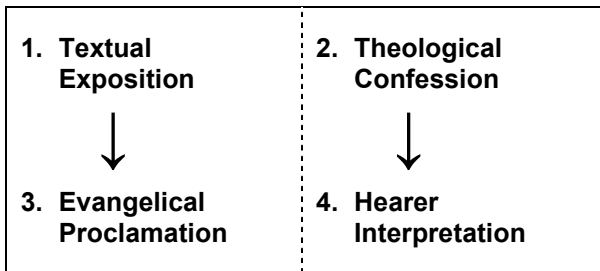 1. Textual
Exposition
2. Theological
Confession
3. Evangelical
Proclamation
4. Hearer
Interpretation